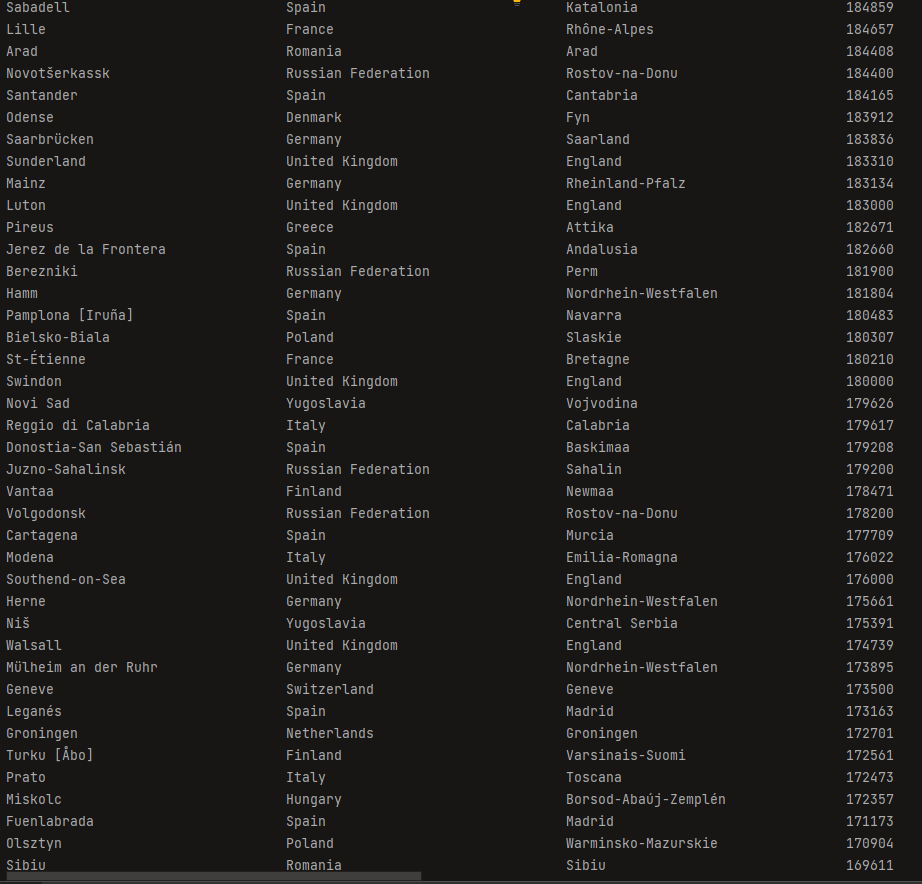 Sabadell Spain Katalonia 184859
Lille France Rhône-Alpes 184657
Arad Romania Arad 184408
Novotšerkassk Russian Federation Rostov-na-Donu 184400
Santander Spain Cantabria 184165
Odense Denmark Fyn 183912
Saarbrücken Germany Saarland 183836
Sunderland United Kingdom England 183310
Mainz Germany Rheinland-Pfalz 183134
Luton United Kingdom England 183000
Pireus Greece Attika 182671
Jerez de la Frontera Spain Andalusia 182660
Berezniki Russian Federation Perm 181900
Hamm Germany Nordrhein-Westfalen 181804
Pamplona [Iruña] Spain Navarra 180483
Bielsko-Biala Poland Slaskie 180307
St-Étienne France Bretagne 180210
Swindon United Kingdom England 180000
Novi Sad Yugoslavia Vojvodina 179626
Reggio di Calabria Italy Calabria 179617
Donostia-San Sebastián Spain Baskimaa 179208
Juzno-Sahalinsk Russian Federation Sahalin 179200
Vantaa Finland Newmaa 178471
Volgodonsk Russian Federation Rostov-na-Donu 178200
Cartagena Spain Murcia 177709
Modena Italy Emilia-Romagna 176022
Southend-on-Sea United Kingdom England 176000
Herne Germany Nordrhein-Westfalen 175661
Niš Yugoslavia Central Serbia 175391
Walsall United Kingdom England 174739
Mülheim an der Ruhr Germany Nordrhein-Westfalen 173895
Geneve Switzerland Geneve 173500
Leganés Spain Madrid 173163
Groningen Netherlands Groningen 172701
Turku [Åbo] Finland Varsinais-Suomi 172561
Prato Italy Toscana 172473
Miskolc Hungary Borsod-Abaúj-Zemplén 172357
Fuenlabrada Spain Madrid 171173
Olsztyn Poland Warminsko-Mazurskie 170904
Sibiu Romania Sibiu 169611